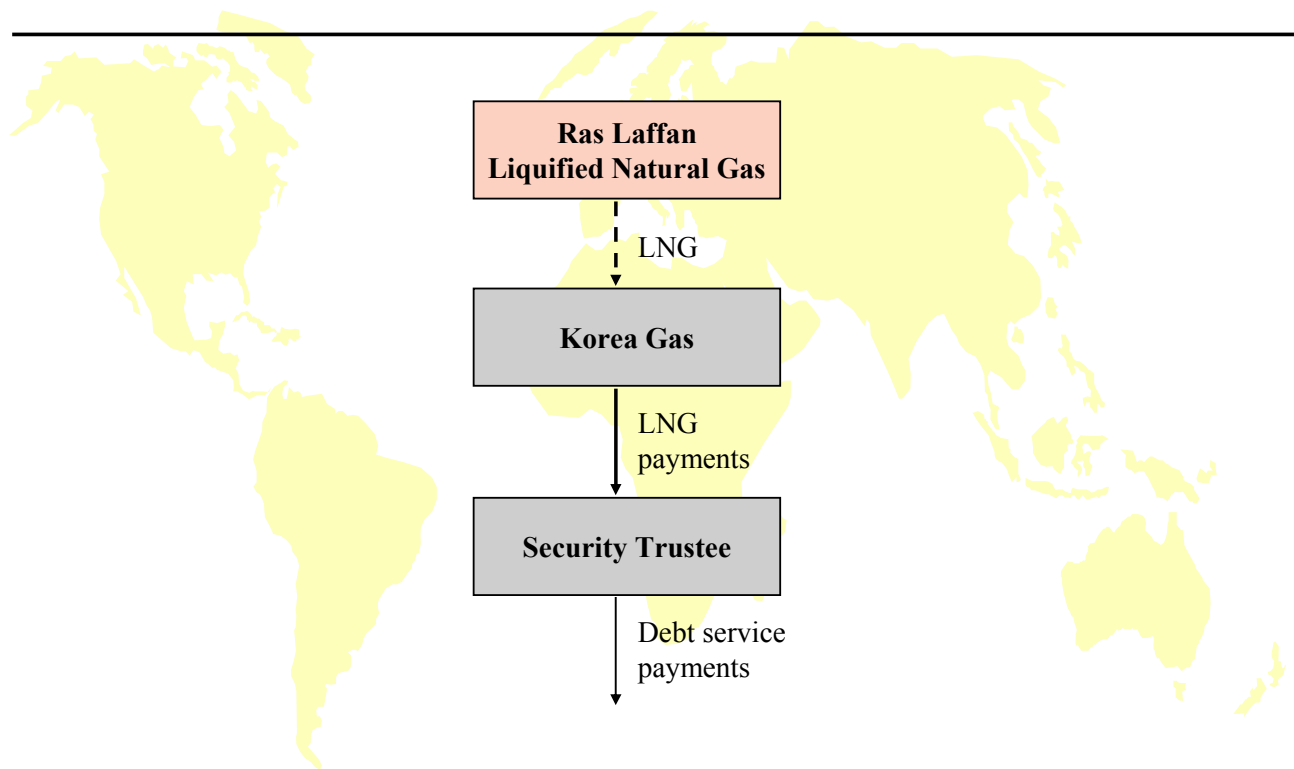 Ras Laffan
Liquified Natural Gas
LNG
Korea Gas
LNG
payments
Security Trustee
Debt service
payments